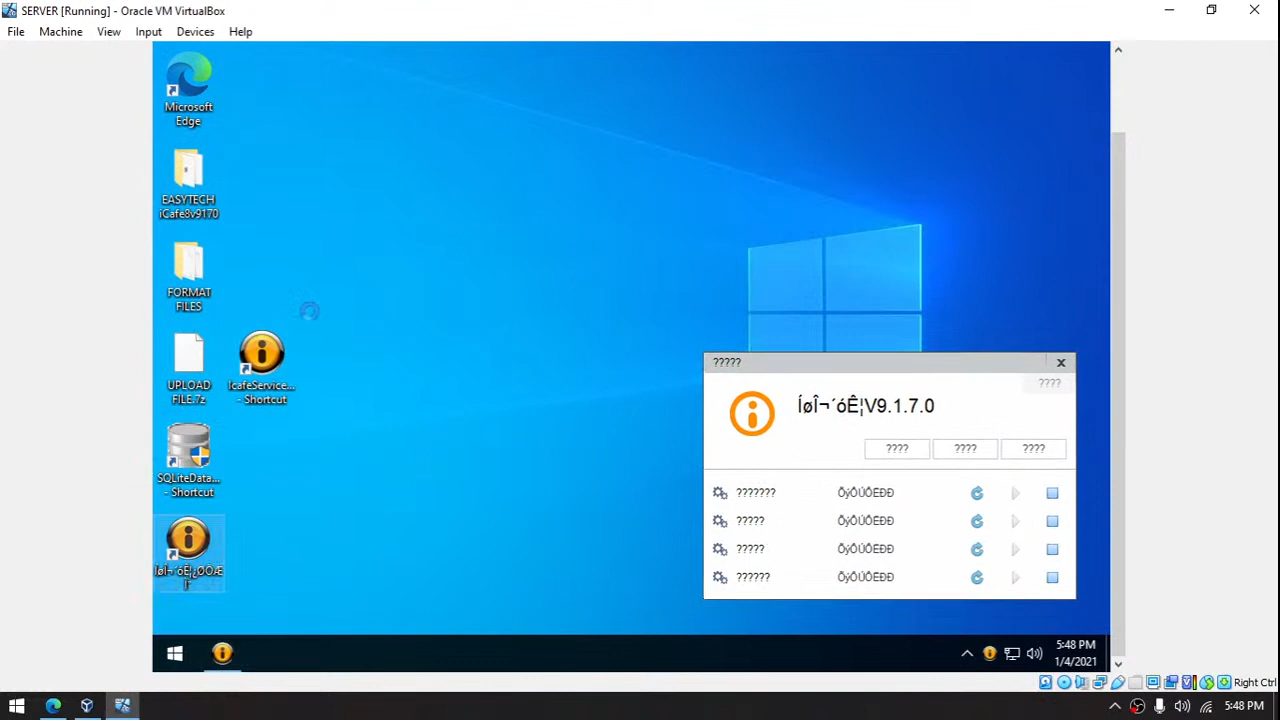 SERVER [Running] - Oracle VM VirtualBox
File Machine View Input Devices Help
Microsoft
Edge
EASYTECH
iCafe8v9170
FORMAT
FILES
UPLOAD
FILE.7z
IcafeService...
- Shortcut
SQLiteData...
- Shortcut
?????
????
ÍøÎ¬´óÊ¦V9.1.7.0
???? ???? ????
??????? ÕýÔÚÔËÐÐ
????? ÕýÔÚÔËÐÐ
????? ÕýÔÚÔËÐÐ
?????? ÕýÔÚÔËÐÐ
5:48 PM
1/4/2021
Right Ctrl
5:48 PM